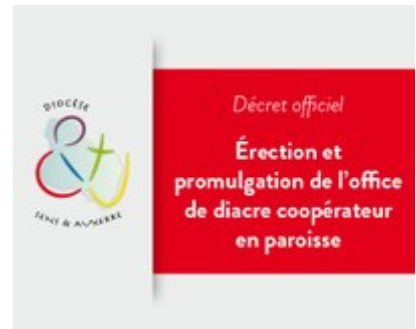 DIOCÈSE
SENS & AUXERRE
Décret officiel
Érection et
promulgation de l'office
de diacre coopérateur
en paroisse